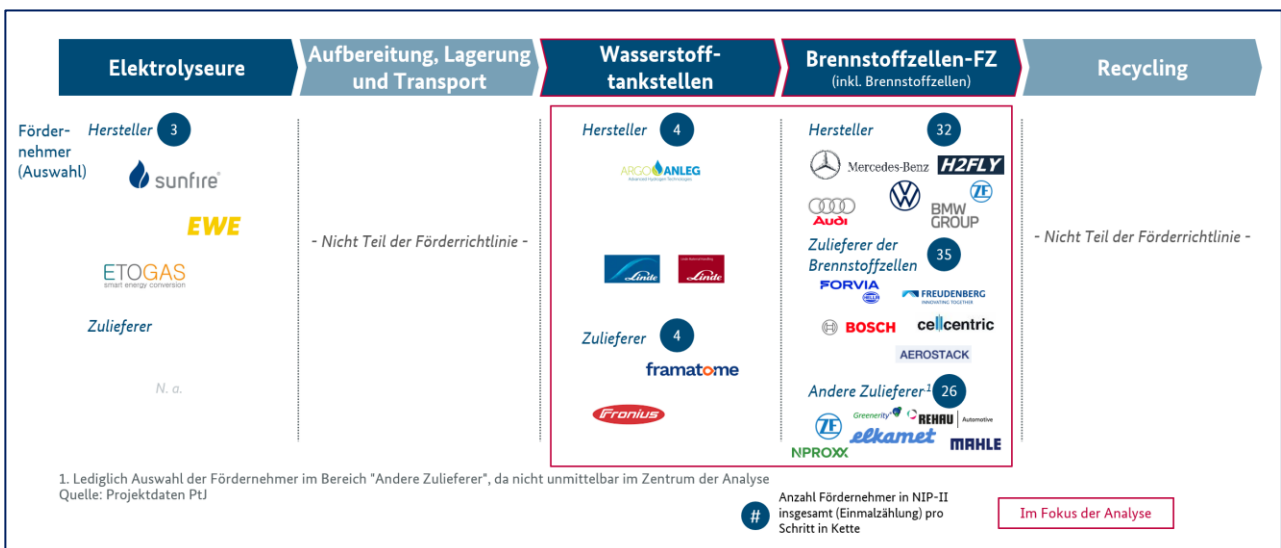 Elektrolyseure
Aufbereitung, Lagerung
und Transport
Wasserstoff-
tankstellen
Brennstoffzellen-FZ
(inkl. Brennstoffzellen)
Recycling
Förder-
nehmer
(Auswahl)
Hersteller 3
sunfire®
EWE
ETOGAS
smart energy conversion
Zulieferer
N. a.
- Nicht Teil der Förderrichtlinie -
Hersteller 4
ARGO ANLEG
Advanced Hydrogen Technologies
Linde
Linde
Zulieferer 4
framatome
Fronius
Hersteller 32
Mercedes-Benz
H2FLY
ZF
Audi
BMW
GROUP
Zulieferer der
Brennstoffzellen 35
FORVIA
HELLA
FREUDENBERG
INNOVATING TOGETHER
BOSCH
cellcentric
AEROSTACK
Andere Zulieferer¹ 26
ZF
Greenerity
REHAU Automotive
elkamet
NPROXX
MAHLE
- Nicht Teil der Förderrichtlinie -
1. Lediglich Auswahl der Fördernehmer im Bereich "Andere Zulieferer", da nicht unmittelbar im Zentrum der Analyse
Quelle: Projektdaten PtJ
# Anzahl Fördernehmer in NIP-II
insgesamt (Einmalzählung) pro
Schritt in Kette
Im Fokus der Analyse